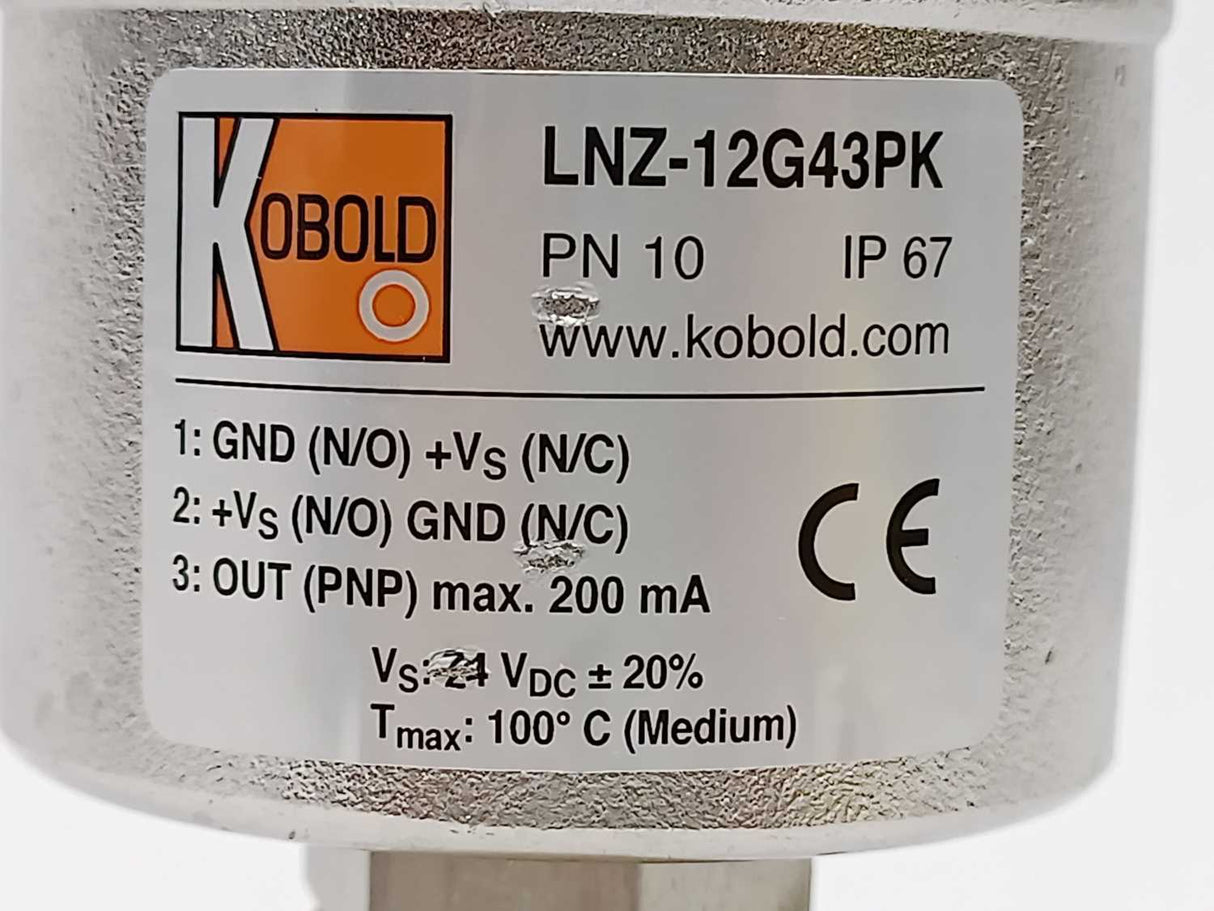 KOBOLD
LNZ-12G43PK
PN 10 IP 67
www.kobold.com
1: GND (N/O) +VS (N/C)
2: +VS (N/O) GND (N/C)
3: OUT (PNP) max. 200 mA
CE
VS: 24 VDC ± 20%
Tmax: 100° C (Medium)